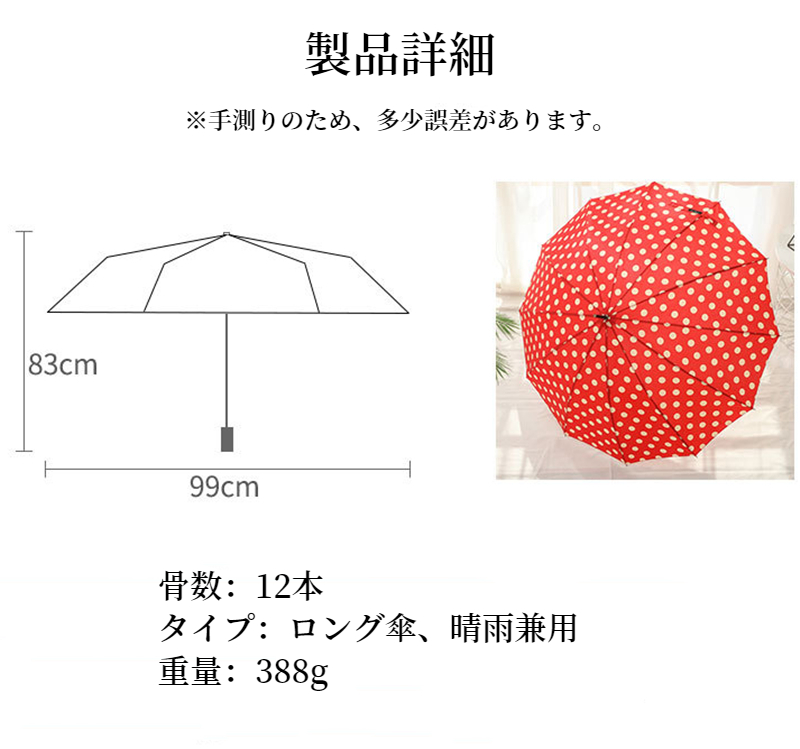 製品詳細
※手測りのため、多少誤差があります。
83cm
99cm
骨数：12本
タイプ：ロング傘、晴雨兼用
重量：388g